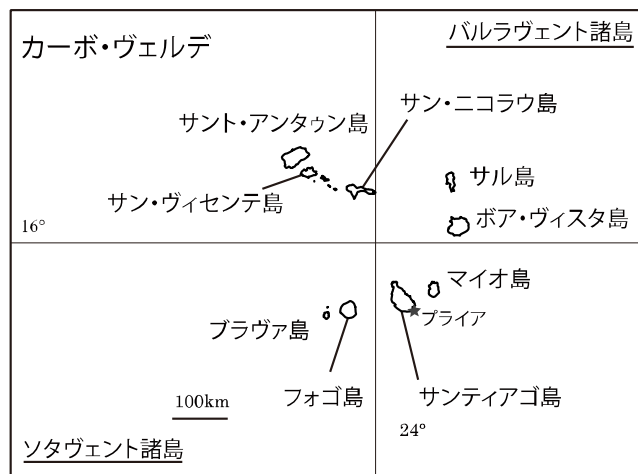 カーボ・ヴェルデ
バルラヴェント諸島
サント・アンタゥン島
サン・ニコラウ島
サン・ヴィセンテ島
サル島
ボア・ヴィスタ島
16°
マイオ島
ブラヴァ島
プライア
フォゴ島
サンティアゴ島
100km
24°
ソタヴェント諸島